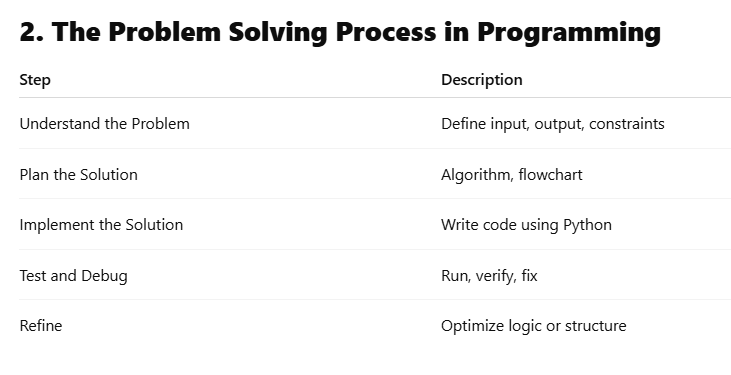 2. The Problem Solving Process in Programming
Step Description
Understand the Problem Define input, output, constraints
Plan the Solution Algorithm, flowchart
Implement the Solution Write code using Python
Test and Debug Run, verify, fix
Refine Optimize logic or structure